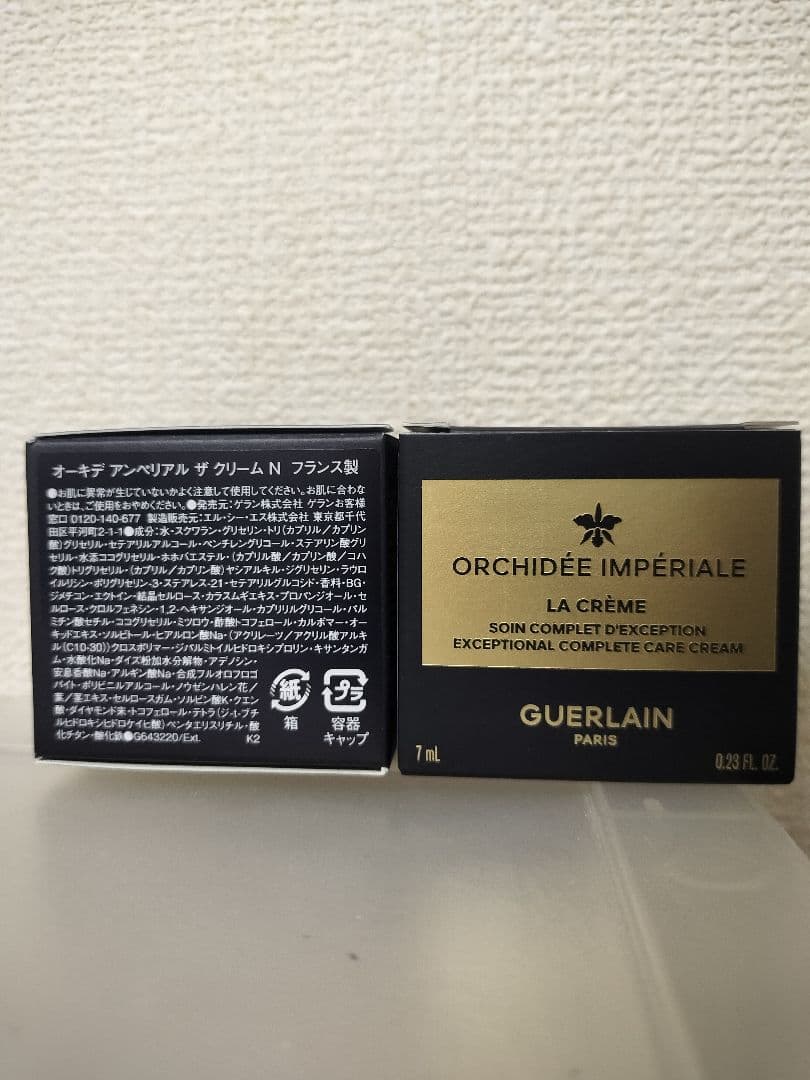 オーキデ アンペリアル ザ クリーム N フランス製
●お肌に異常が生じていないかよく注意して使用してください。お肌に合わな
いときは、ご使用をおやめください。●発売元:ゲラン株式会社 ゲランお客様
窓口 0120-140-677 製造販売元:エル・シー・エス株式会社 東京都千代
田区平河町2-1-1●成分:水・スクワラン・グリセリン・トリ(カプリル/カプリン
酸)グリセリル・セテアリルアルコール・ペンチレングリコール・ステアリン酸グリ
セリル・水添ココグリセリル・ホホバエステル・(カプリル酸/カプリン酸/コハ
ク酸)トリグリセリル・(カプリル/カプリン酸)ヤシアルキル・ジグリセリン・ラウロ
イルリシン・ポリグリセリン-3・ステアレス-21・セテアリルグルコシド・香料・BG・
ジメチコン・エクトイン・結晶セルロース・カラスムギエキス・プロパンジオール・セ
ルロース・クロルフェネシン・1,2-ヘキサンジオール・カプリリルグリコール・パル
ミチン酸セチル・ココグリセリル・ミツロウ・酢酸トコフェロール・カルボマー・オー
キッドエキス・ソルビトール・ヒアルロン酸Na・(アクリレーツ/アクリル酸アルキ
ル(C10-30))クロスポリマー・ジパルミトイルヒドロキシプロリン・キサンタンガ
ム・水酸化Na・ダイズ粉加水分解物・アデノシン・
安息香酸Na・アルギン酸Na・合成フルオロフロゴ
パイト・ポリビニルアルコール・ノウゼンハレン花/
葉/茎エキス・セルロースガム・ソルビン酸K・クエン
酸・ダイヤモンド末・トコフェロール・テトラ(ジ-t-ブチ
ルヒドロキシヒドロケイヒ酸)ペンタエリスリチル・酸
化チタン・酸化鉄●G643220/Ext. K2
紙
箱
プラ
容器
キャップ
ORCHIDÉE IMPÉRIALE
LA CRÈME
SOIN COMPLET D'EXCEPTION
EXCEPTIONAL COMPLETE CARE CREAM
GUERLAIN
PARIS
7 mL 0.23 FL. OZ.